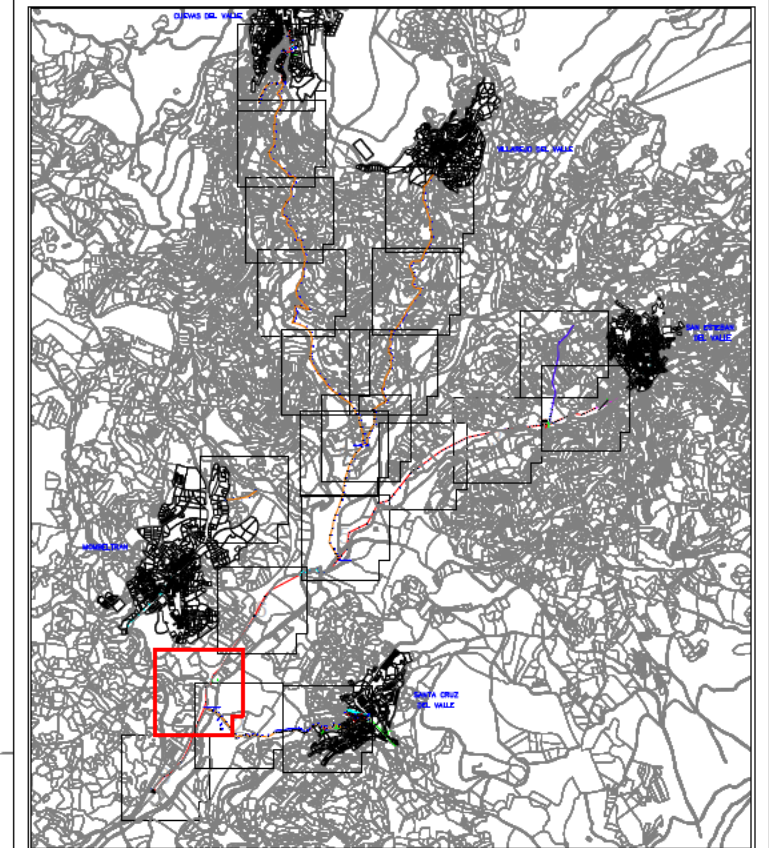 CUEVAS DEL VALLE
VILLAREJO DEL VALLE
SAN ESTEBAN
DEL VALLE
MOMBELTRAN
SANTA CRUZ
DEL VALLE